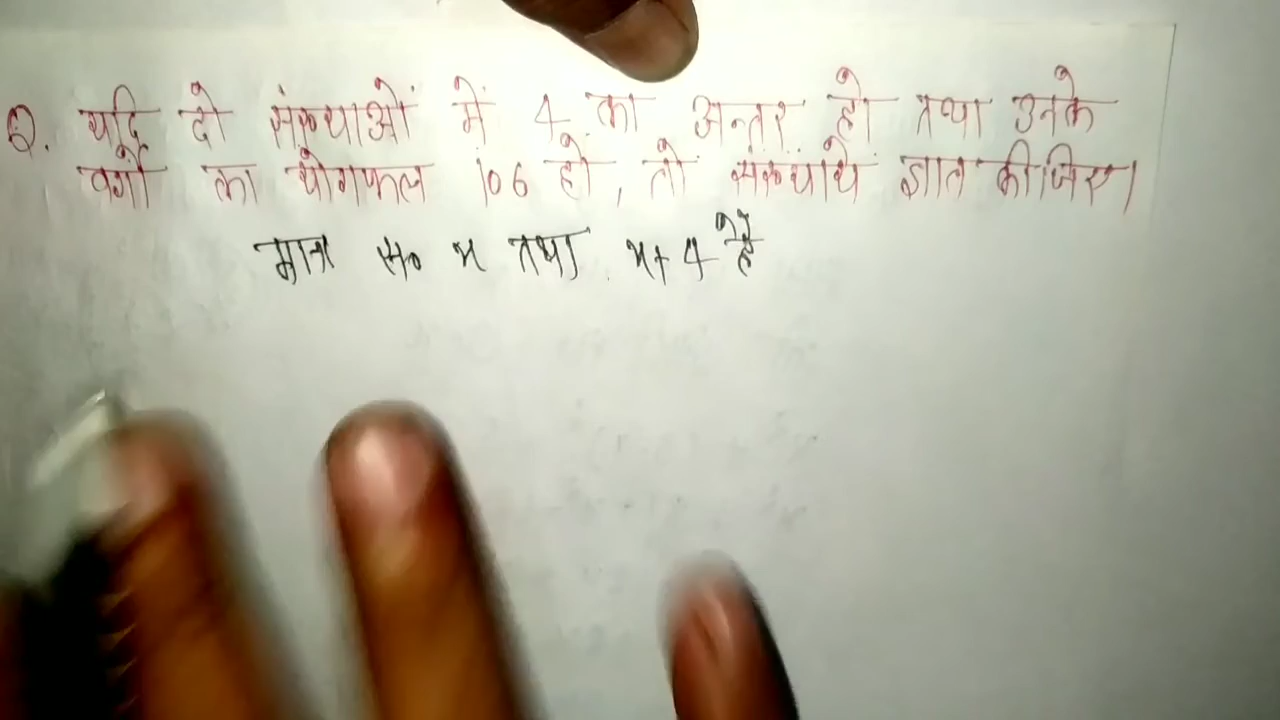 Q. यदि दो संख्याओं में 4 का अन्तर हो तथा उनके
वर्गों का योगफल 106 हो, तो संख्यायें ज्ञात कीजिए।
माना सं० x तथा x+4 है